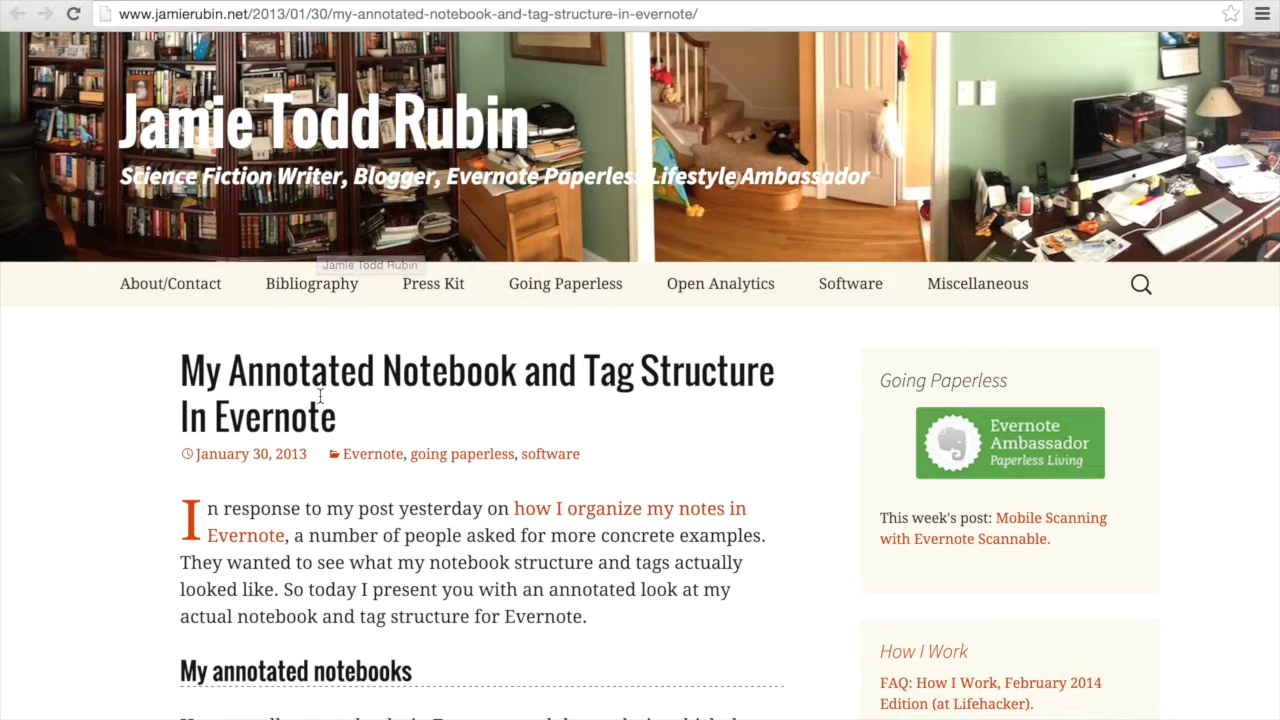 www.jamierubin.net/2013/01/30/my-annotated-notebook-and-tag-structure-in-evernote/
Jamie Todd Rubin
Science Fiction Writer, Blogger, Evernote Paperless Lifestyle Ambassador
Jamie Todd Rubin
About/Contact Bibliography Press Kit Going Paperless Open Analytics Software Miscellaneous
My Annotated Notebook and Tag Structure
In Evernote
January 30, 2013 Evernote, going paperless, software
In response to my post yesterday on how I organize my notes in
Evernote, a number of people asked for more concrete examples.
They wanted to see what my notebook structure and tags actually
looked like. So today I present you with an annotated look at my
actual notebook and tag structure for Evernote.
My annotated notebooks
Going Paperless
Evernote
Ambassador
Paperless Living
This week's post: Mobile Scanning
with Evernote Scannable.
How I Work
FAQ: How I Work, February 2014
Edition (at Lifehacker).